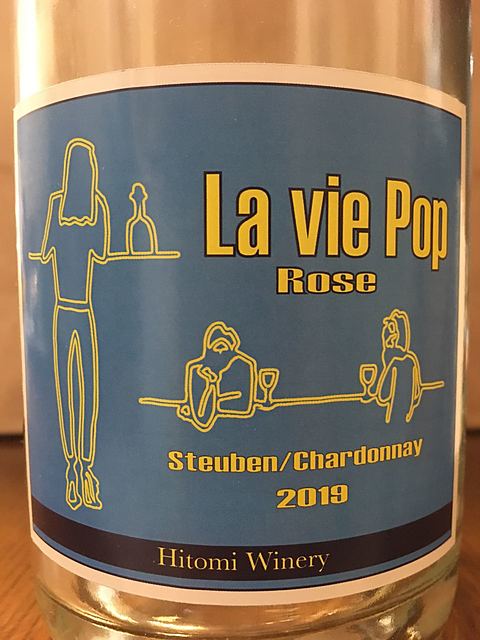 La vie Pop
Rose
Steuben/Chardonnay
2019
Hitomi Winery